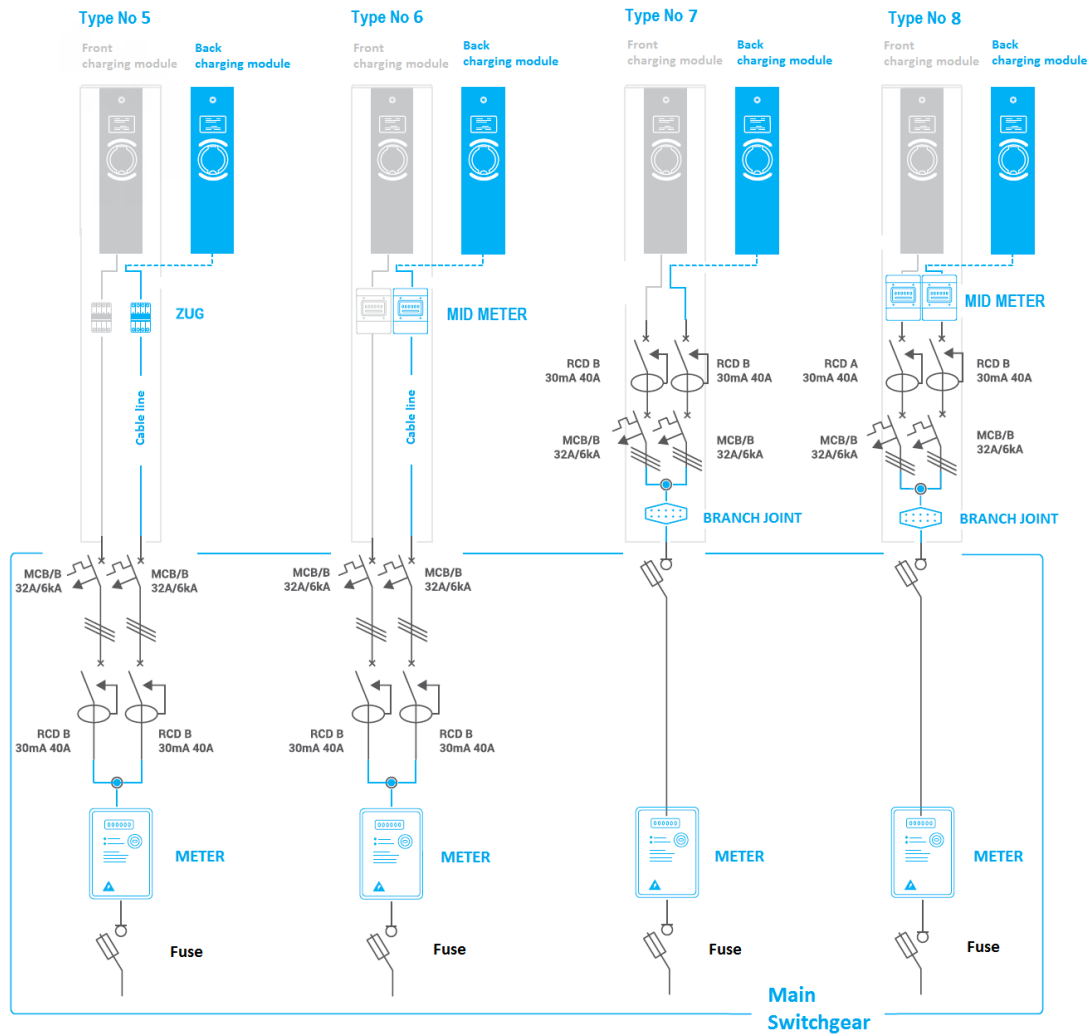 Type No 5
Type No 6
Type No 7
Type No 8
Front
charging module
Back
charging module
Front
charging module
Back
charging module
Front
charging module
Back
charging module
Front
charging module
Back
charging module
ZUG
MID METER
MID METER
RCD B
30mA 40A
RCD B
30mA 40A
RCD A
30mA 40A
RCD B
30mA 40A
Cable line
Cable line
MCB/B
32A/6kA
MCB/B
32A/6kA
MCB/B
32A/6kA
MCB/B
32A/6kA
BRANCH JOINT
BRANCH JOINT
MCB/B
32A/6kA
MCB/B
32A/6kA
MCB/B
32A/6kA
MCB/B
32A/6kA
RCD B
30mA 40A
RCD B
30mA 40A
RCD B
30mA 40A
RCD B
30mA 40A
METER
METER
METER
METER
Fuse
Fuse
Fuse
Fuse
Main
Switchgear